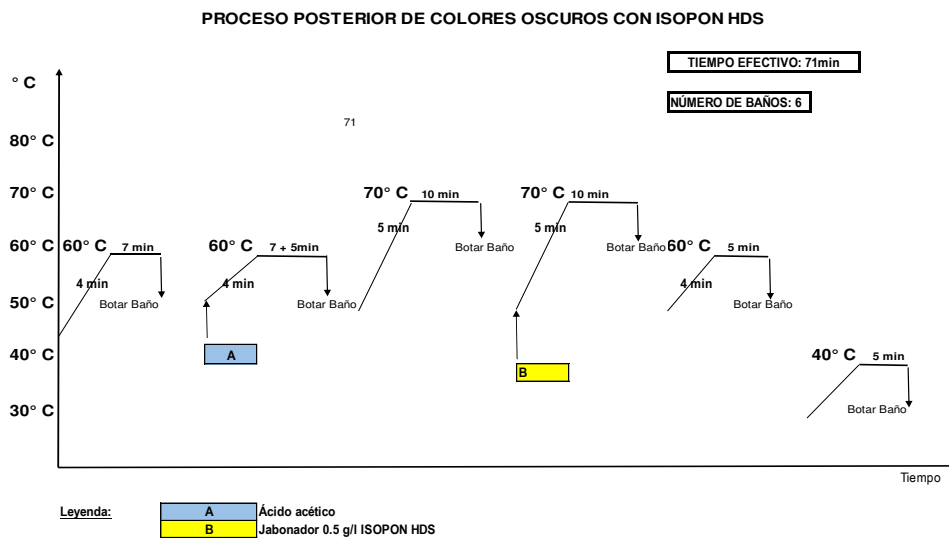 PROCESO POSTERIOR DE COLORES OSCUROS CON ISOPON HDS
TIEMPO EFECTIVO: 71min
° C
NÚMERO DE BAÑOS: 6
71
80° C
70° C
70° C 10 min
70° C 10 min
5 min
5 min
60° C
60° C 7 min
60° C 7 + 5min
Botar Baño
Botar Baño
60° C 5 min
4 min
4 min
4 min
50° C
Botar Baño
Botar Baño
Botar Baño
40° C
A
B
40° C 5 min
30° C
Botar Baño
Tiempo
Leyenda:
A Ácido acético
B Jabonador 0.5 g/l ISOPON HDS